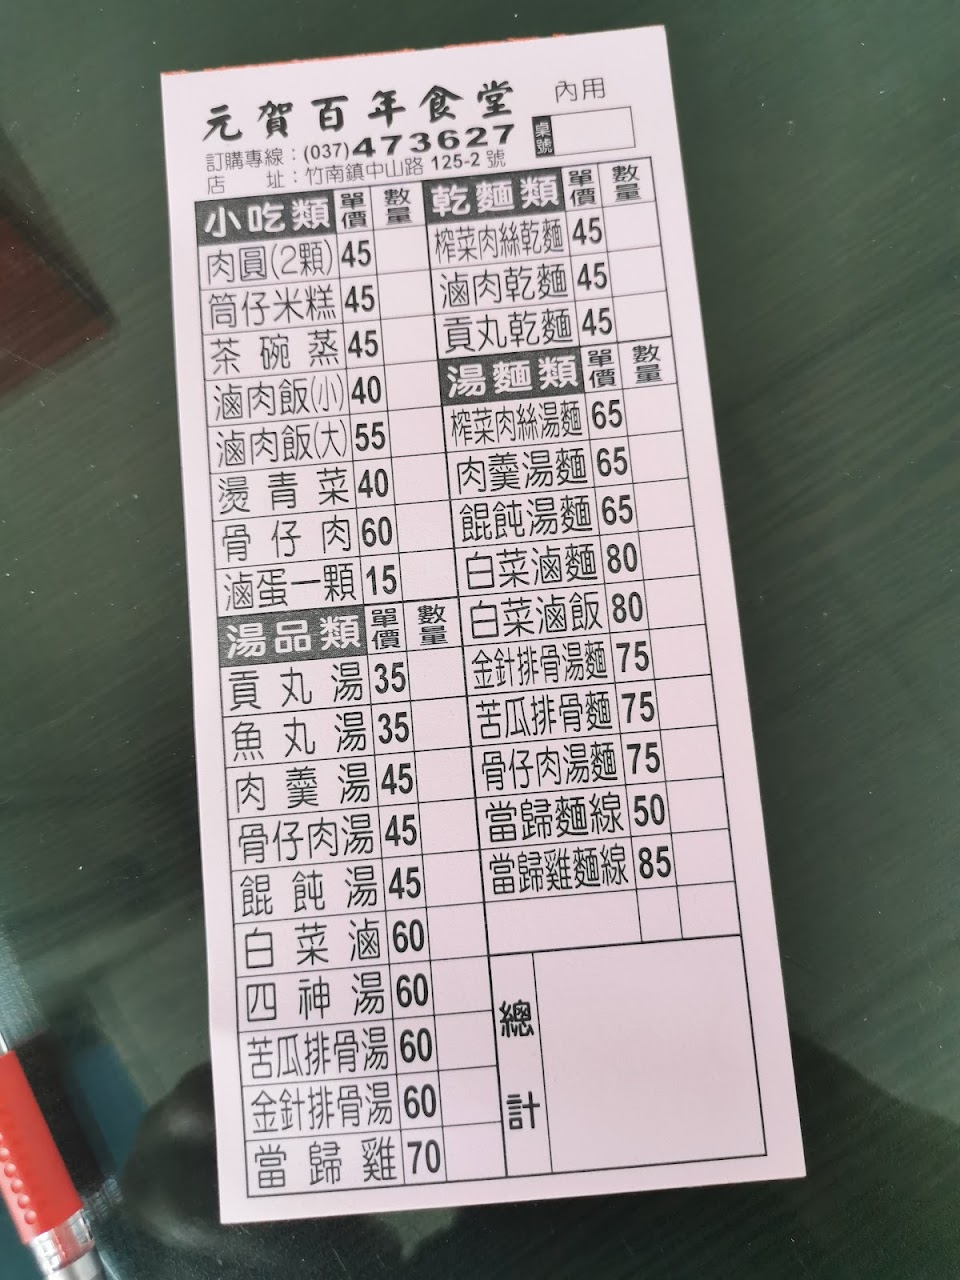 元賀百年食堂 內用
訂購專線：(037)473627 桌號
店 址：竹南鎮中山路 125-2 號
小吃類 單價 數量
肉圓(2顆) 45
筒仔米糕 45
茶碗蒸 45
滷肉飯(小) 40
滷肉飯(大) 55
燙青菜 40
骨仔肉 60
滷蛋一顆 15
湯品類 單價 數量
貢丸湯 35
魚丸湯 35
肉羹湯 45
骨仔肉湯 45
餛飩湯 45
白菜滷 60
四神湯 60
苦瓜排骨湯 60
金針排骨湯 60
當歸雞 70
乾麵類 單價 數量
榨菜肉絲乾麵 45
滷肉乾麵 45
貢丸乾麵 45
湯麵類 單價 數量
榨菜肉絲湯麵 65
肉羹湯麵 65
餛飩湯麵 65
白菜滷麵 80
白菜滷飯 80
金針排骨湯麵 75
苦瓜排骨麵 75
骨仔肉湯麵 75
當歸麵線 50
當歸雞麵線 85
總計